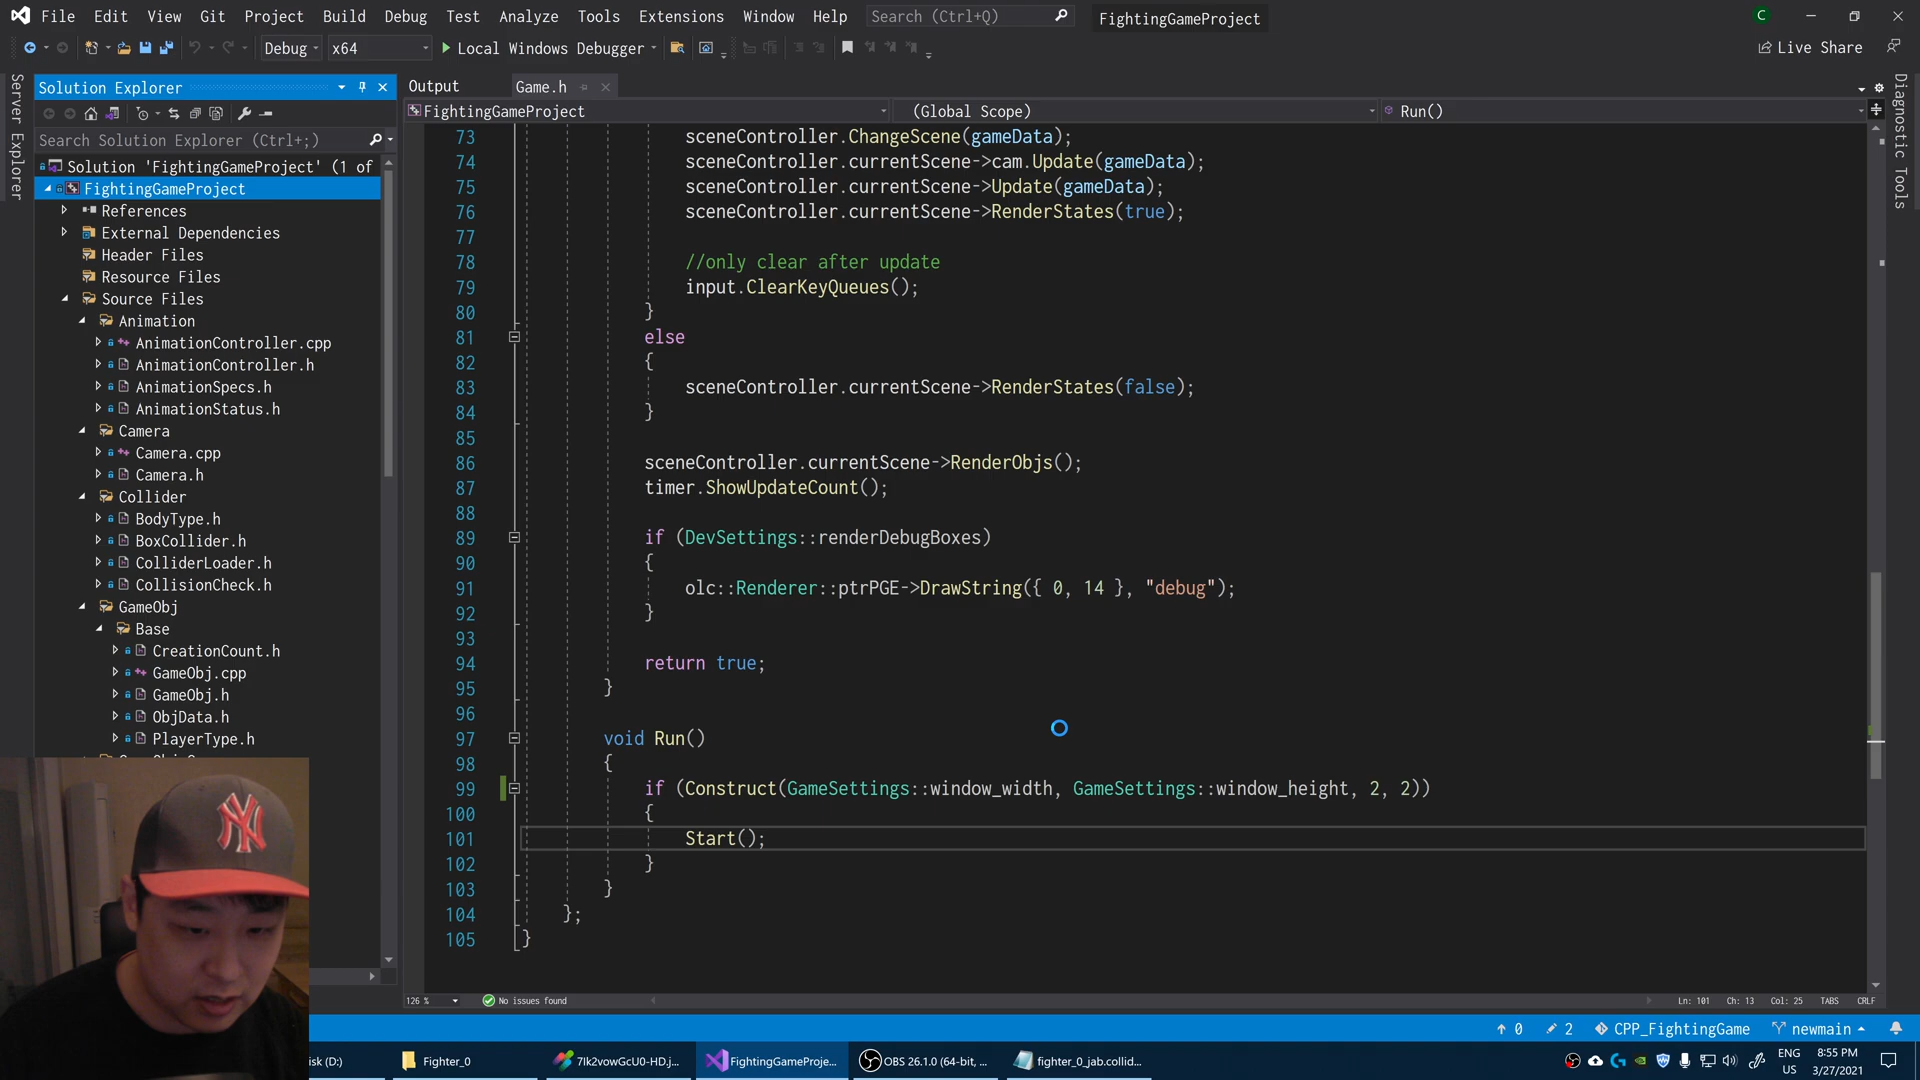 File Edit View Git Project Build Debug Test Analyze Tools Extensions Window Help Search (Ctrl+Q) FightingGameProject C
Debug x64 Local Windows Debugger Live Share
Server Explorer
Solution Explorer
Search Solution Explorer (Ctrl+;)
Solution 'FightingGameProject' (1 of
FightingGameProject
References
External Dependencies
Header Files
Resource Files
Source Files
Animation
AnimationController.cpp
AnimationController.h
AnimationSpecs.h
AnimationStatus.h
Camera
Camera.cpp
Camera.h
Collider
BodyType.h
BoxCollider.h
ColliderLoader.h
CollisionCheck.h
GameObj
Base
CreationCount.h
GameObj.cpp
GameObj.h
ObjData.h
PlayerType.h
Output Game.h
FightingGameProject (Global Scope) Run()
73 sceneController.ChangeScene(gameData);
74 sceneController.currentScene->cam.Update(gameData);
75 sceneController.currentScene->Update(gameData);
76 sceneController.currentScene->RenderStates(true);
77
78 //only clear after update
79 input.ClearKeyQueues();
80 }
81 else
82 {
83 sceneController.currentScene->RenderStates(false);
84 }
85
86 sceneController.currentScene->RenderObjs();
87 timer.ShowUpdateCount();
88
89 if (DevSettings::renderDebugBoxes)
90 {
91 olc::Renderer::ptrPGE->DrawString({ 0, 14 }, "debug");
92 }
93
94 return true;
95 }
96
97 void Run()
98 {
99 if (Construct(GameSettings::window_width, GameSettings::window_height, 2, 2))
100 {
101 Start();
102 }
103 }
104 };
105 }
Diagnostic Tools
126 % No issues found Ln: 101 Ch: 13 Col: 25 TABS CRLF
0 2 CPP_FightingGame newmain
isk (D:) Fighter_0 7Ik2vowGcU0-HD.j... FightingGameProje... OBS 26.1.0 (64-bit, ... fighter_0_jab.collid...
ENG
US
8:55 PM
3/27/2021